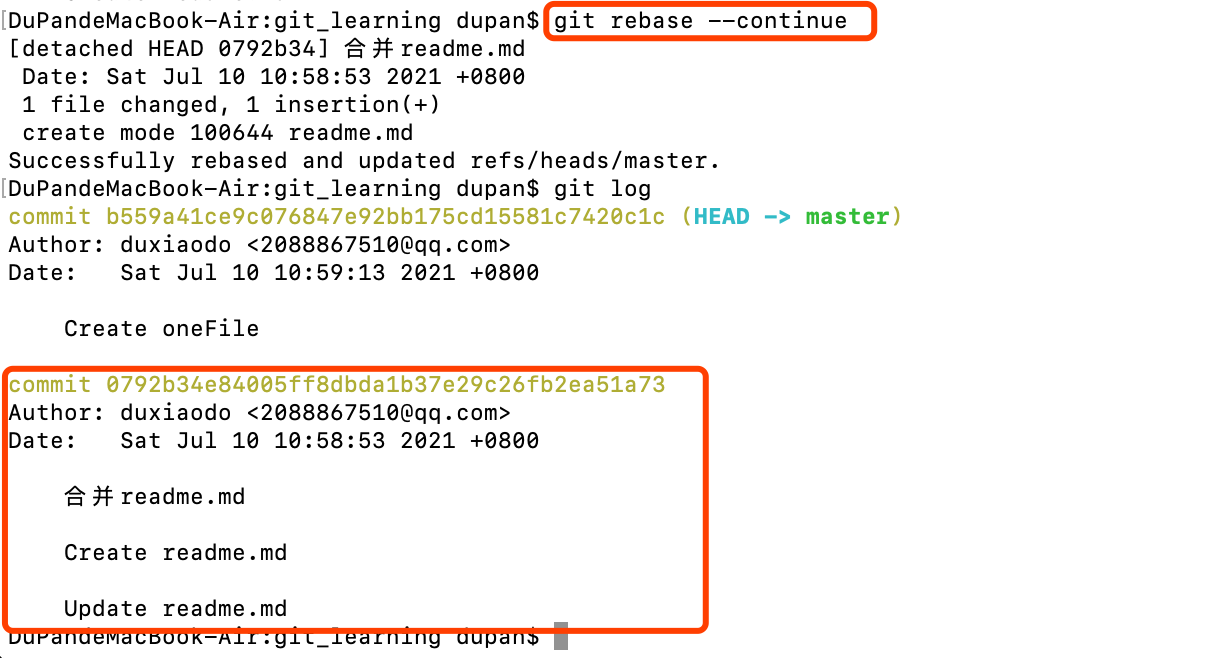 DuPandeMacBook-Air:git_learning dupan$ git rebase --continue
[detached HEAD 0792b34] 合并readme.md
 Date: Sat Jul 10 10:58:53 2021 +0800
 1 file changed, 1 insertion(+)
 create mode 100644 readme.md
Successfully rebased and updated refs/heads/master.
DuPandeMacBook-Air:git_learning dupan$ git log
commit b559a41ce9c076847e92bb175cd15581c7420c1c (HEAD -> master)
Author: duxiaodo <2088867510@qq.com>
Date:   Sat Jul 10 10:59:13 2021 +0800
    Create oneFile
commit 0792b34e84005ff8dbda1b37e29c26fb2ea51a73
Author: duxiaodo <2088867510@qq.com>
Date:   Sat Jul 10 10:58:53 2021 +0800
    合并readme.md
    Create readme.md
    Update readme.md
DuPandeMacBook-Air:git_learning dupan$